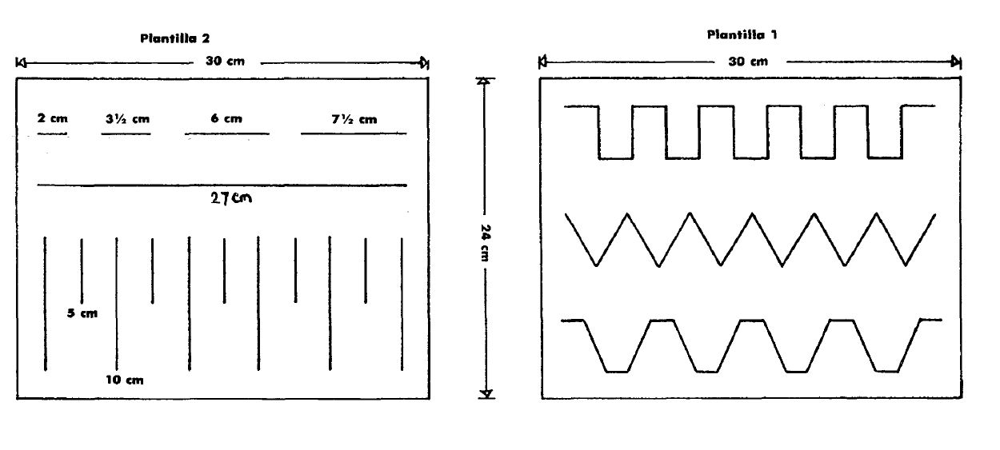 Plantilla 2
30 cm
2 cm
3½ cm
6 cm
7½ cm
27cm
5 cm
10 cm
24 cm
Plantilla 1
30 cm